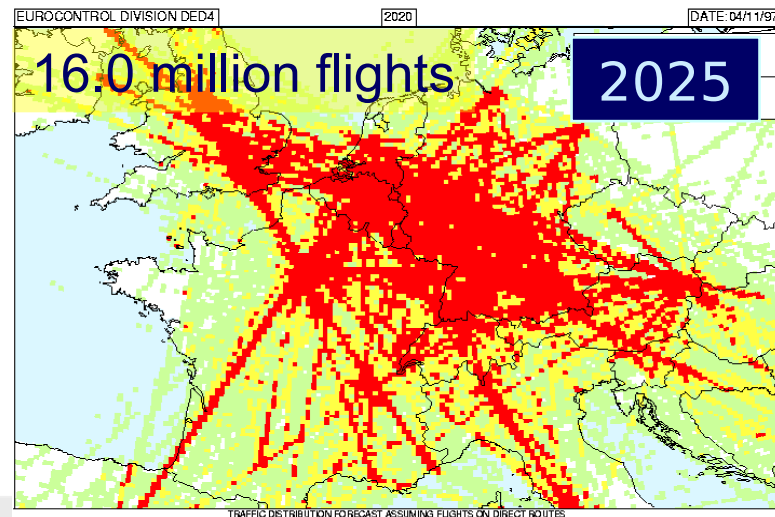 EUROCONTROL DIVISION DED4
2020
DATE: 04/11/97
16.0 million flights
2025
TRAFFIC DISTRIBUTION FORECAST ASSUMING FLIGHTS ON DIRECT ROUTES